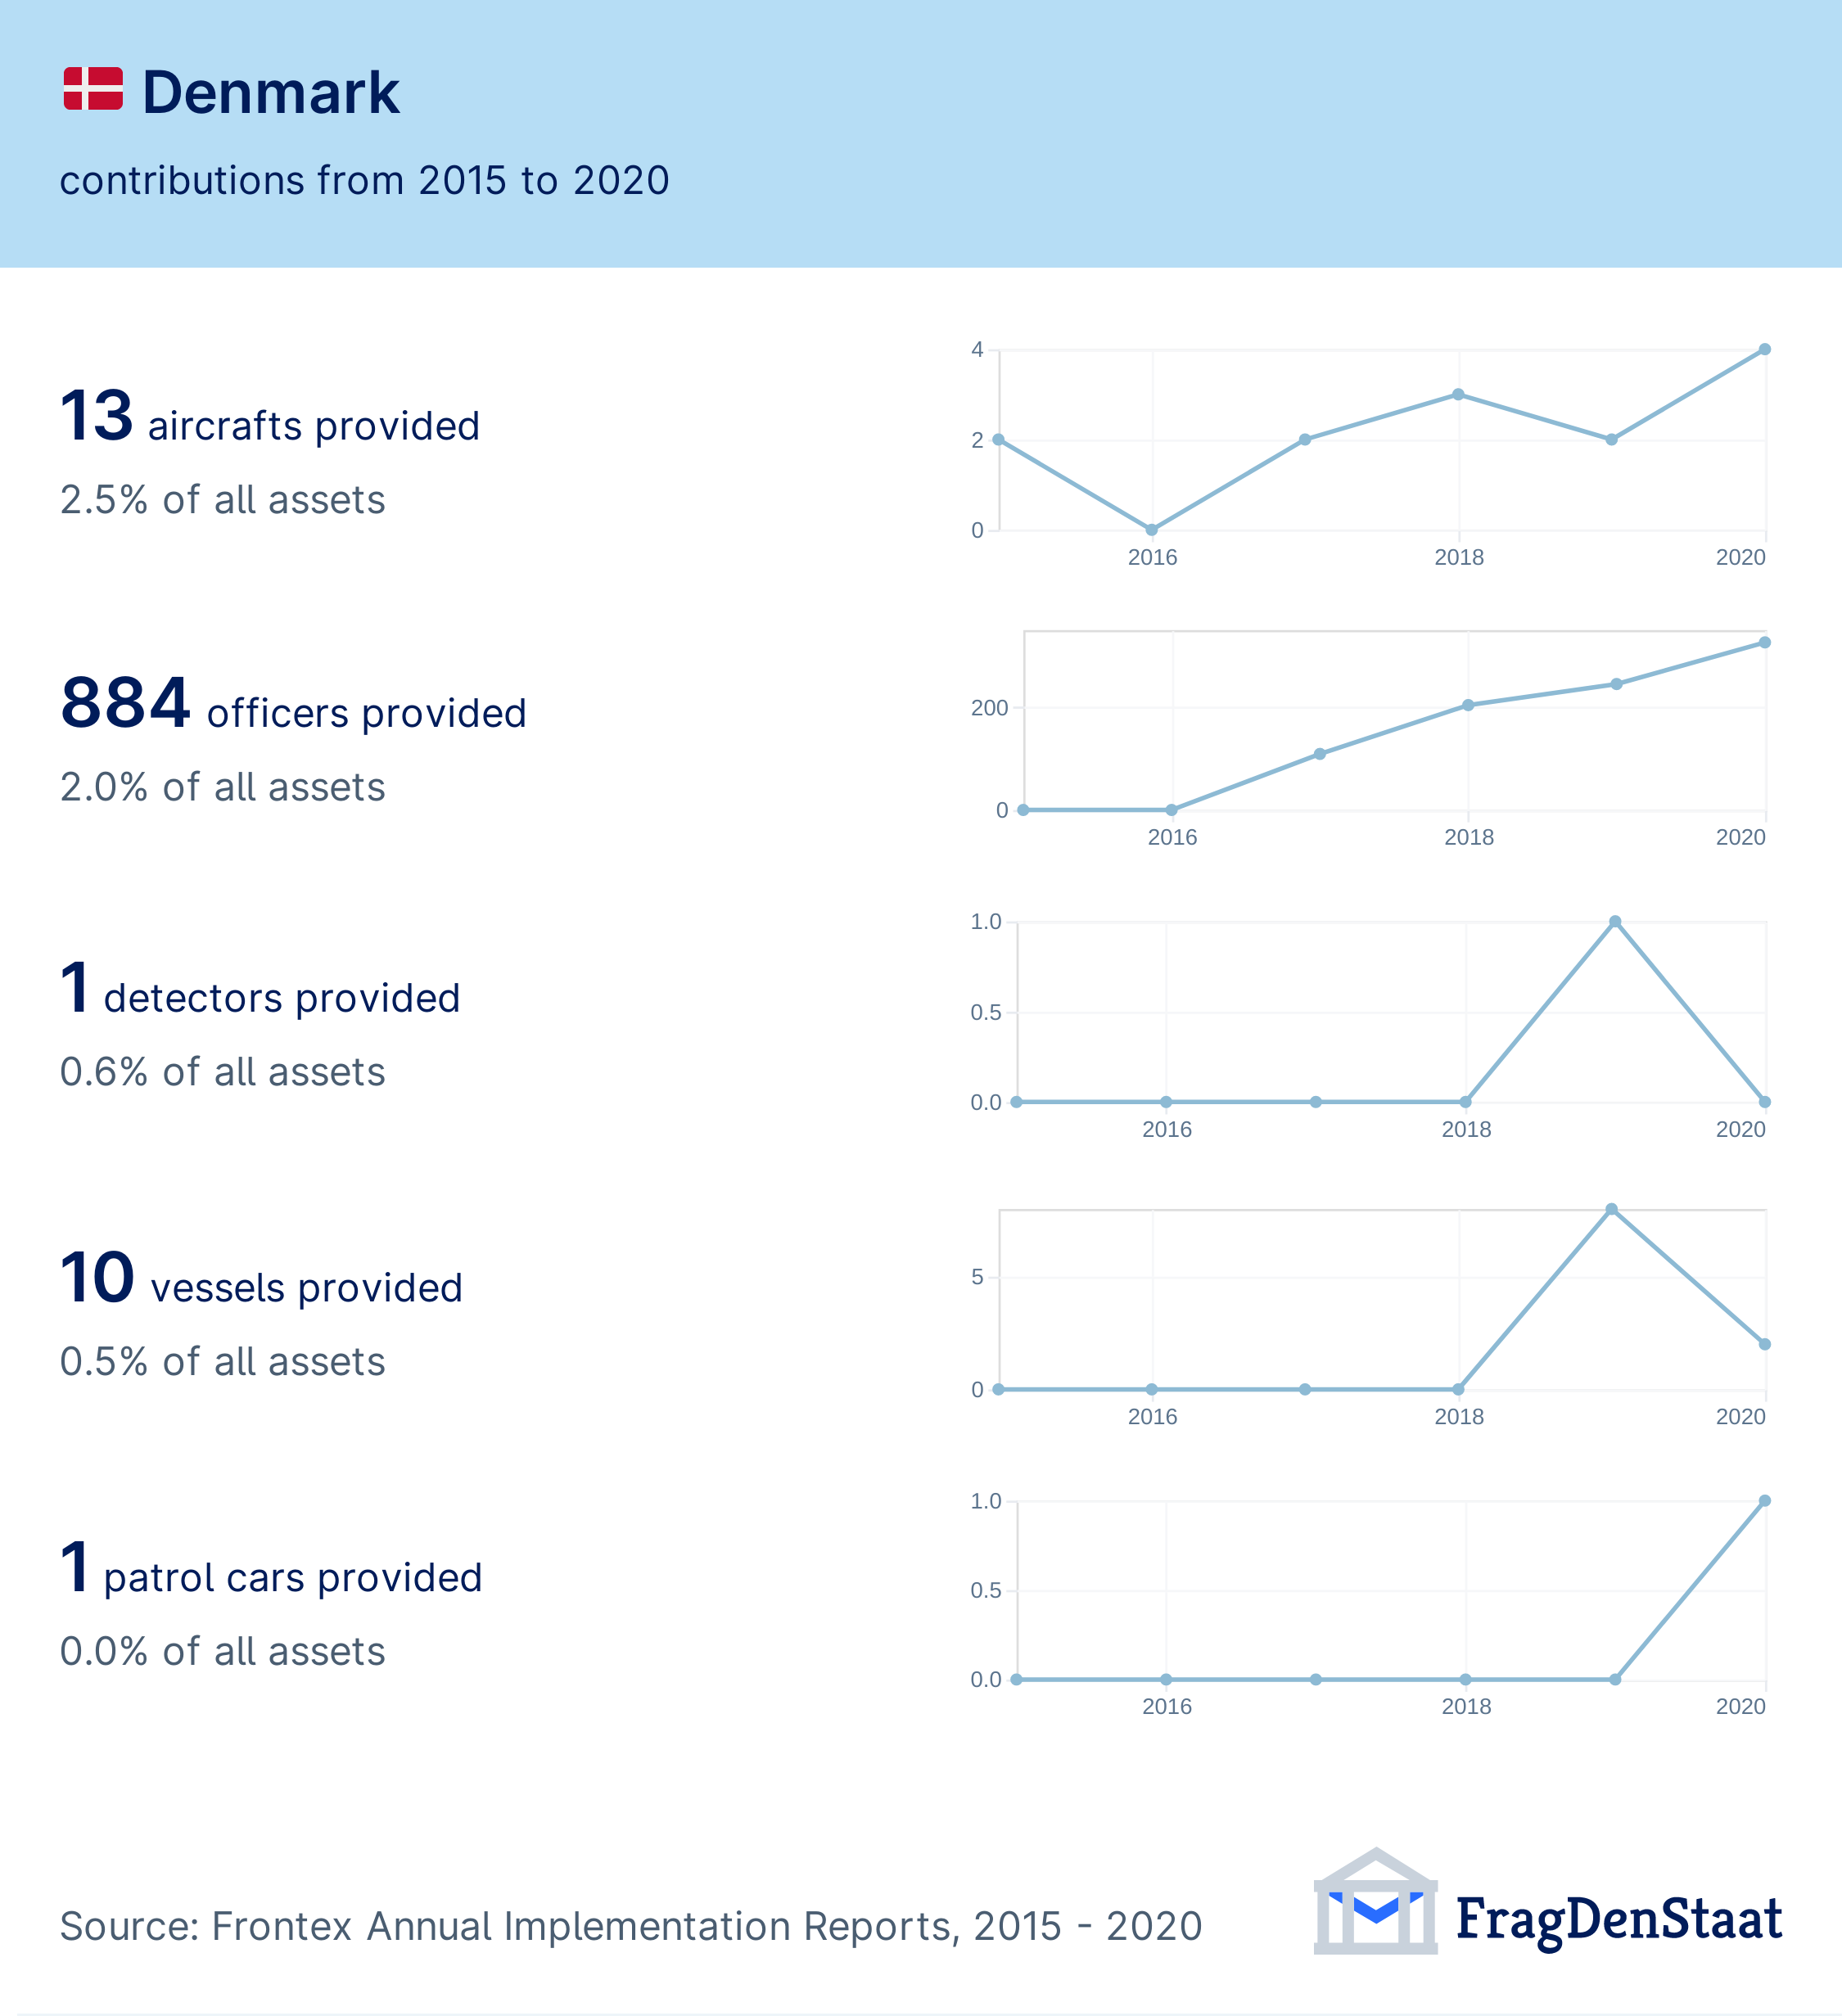 Denmark
contributions from 2015 to 2020
13 aircrafts provided
2.5% of all assets
4
2
0
2016 2018 2020
884 officers provided
2.0% of all assets
200
0
2016 2018 2020
1 detectors provided
0.6% of all assets
1.0
0.5
0.0
2016 2018 2020
10 vessels provided
0.5% of all assets
5
0
2016 2018 2020
1 patrol cars provided
0.0% of all assets
1.0
0.5
0.0
2016 2018 2020
Source: Frontex Annual Implementation Reports, 2015 - 2020
FragDenStaat